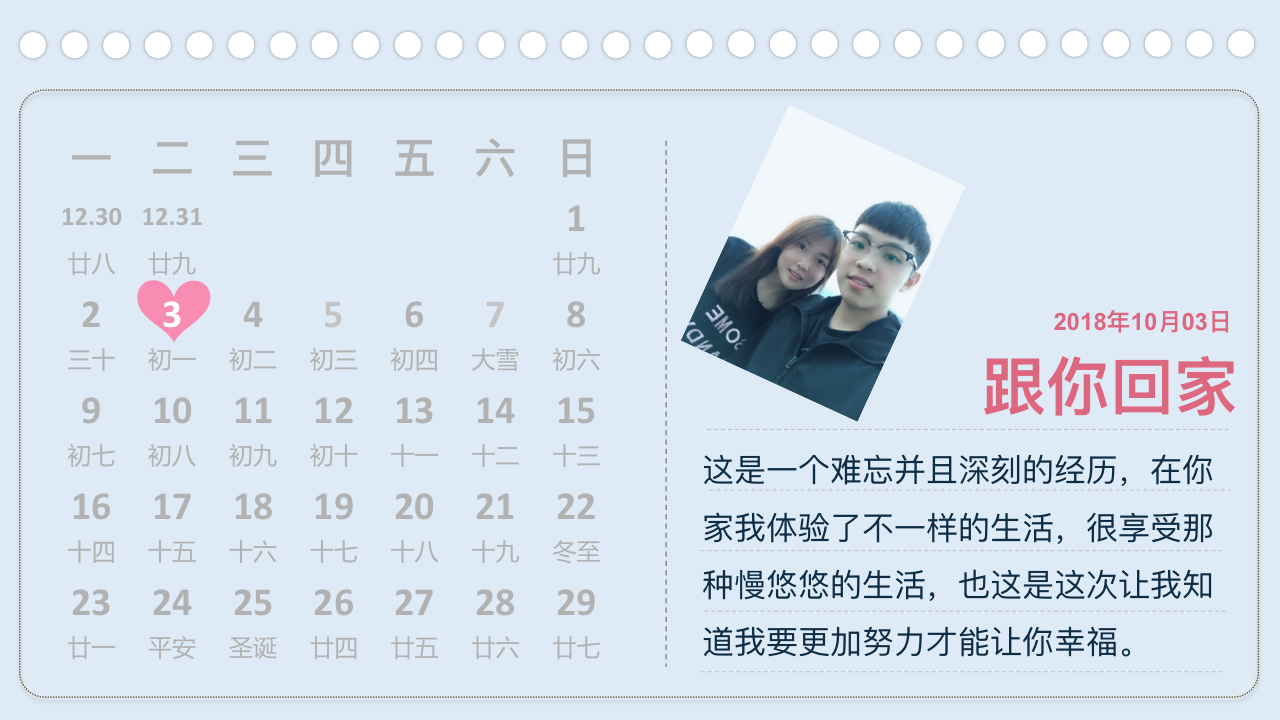 一 二 三 四 五 六 日
12.30 12.31 1
廿八 廿九 廿九
2 3 4 5 6 7 8
三十 初一 初二 初三 初四 大雪 初六
9 10 11 12 13 14 15
初七 初八 初九 初十 十一 十二 十三
16 17 18 19 20 21 22
十四 十五 十六 十七 十八 十九 冬至
23 24 25 26 27 28 29
廿一 平安 圣诞 廿四 廿五 廿六 廿七
2018年10月03日
跟你回家
这是一个难忘并且深刻的经历，在你
家我体验了不一样的生活，很享受那
种慢悠悠的生活，也这是这次让我知
道我要更加努力才能让你幸福。